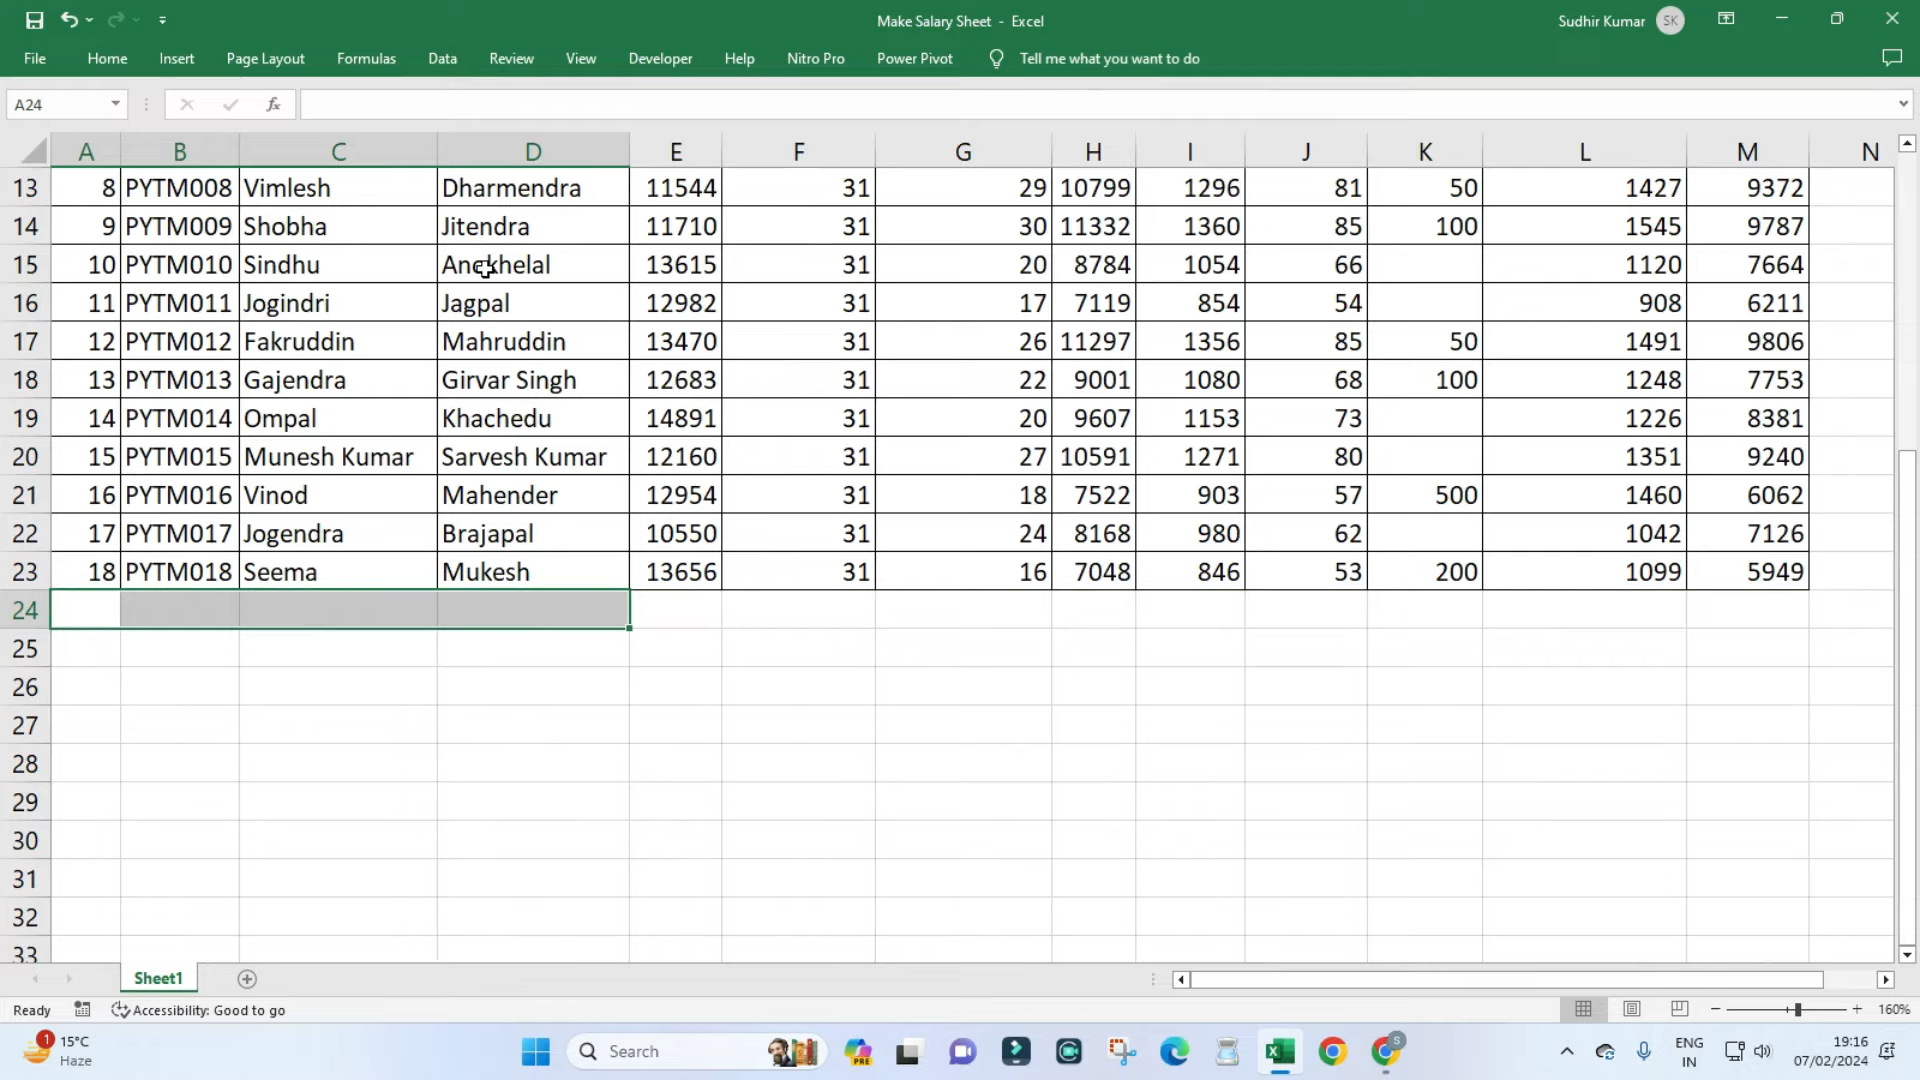 Make Salary Sheet - Excel
Sudhir Kumar SK
File Home Insert Page Layout Formulas Data Review View Developer Help Nitro Pro Power Pivot Tell me what you want to do
A24 fx
A B C D E F G H I J K L M N
13 8 PYTM008 Vimlesh Dharmendra 11544 31 29 10799 1296 81 50 1427 9372
14 9 PYTM009 Shobha Jitendra 11710 31 30 11332 1360 85 100 1545 9787
15 10 PYTM010 Sindhu 13615 31 20 8784 1054 66 1120 7664
16 11 PYTM011 Jogindri Jagpal 12982 31 17 7119 854 54 908 6211
17 12 PYTM012 Fakruddin Mahruddin 13470 31 26 11297 1356 85 50 1491 9806
18 13 PYTM013 Gajendra Girvar Singh 12683 31 22 9001 1080 68 100 1248 7753
19 14 PYTM014 Ompal Khachedu 14891 31 20 9607 1153 73 1226 8381
20 15 PYTM015 Munesh Kumar Sarvesh Kumar 12160 31 27 10591 1271 80 1351 9240
21 16 PYTM016 Vinod Mahender 12954 31 18 7522 903 57 500 1460 6062
22 17 PYTM017 Jogendra Brajapal 10550 31 24 8168 980 62 1042 7126
23 18 PYTM018 Seema Mukesh 13656 31 16 7048 846 53 200 1099 5949
24
25
26
27
28
29
30
31
32
33
Sheet1
Ready Accessibility: Good to go 160%
1 15°C
Haze
Search
PRE
S
ENG
IN
19:16
07/02/2024